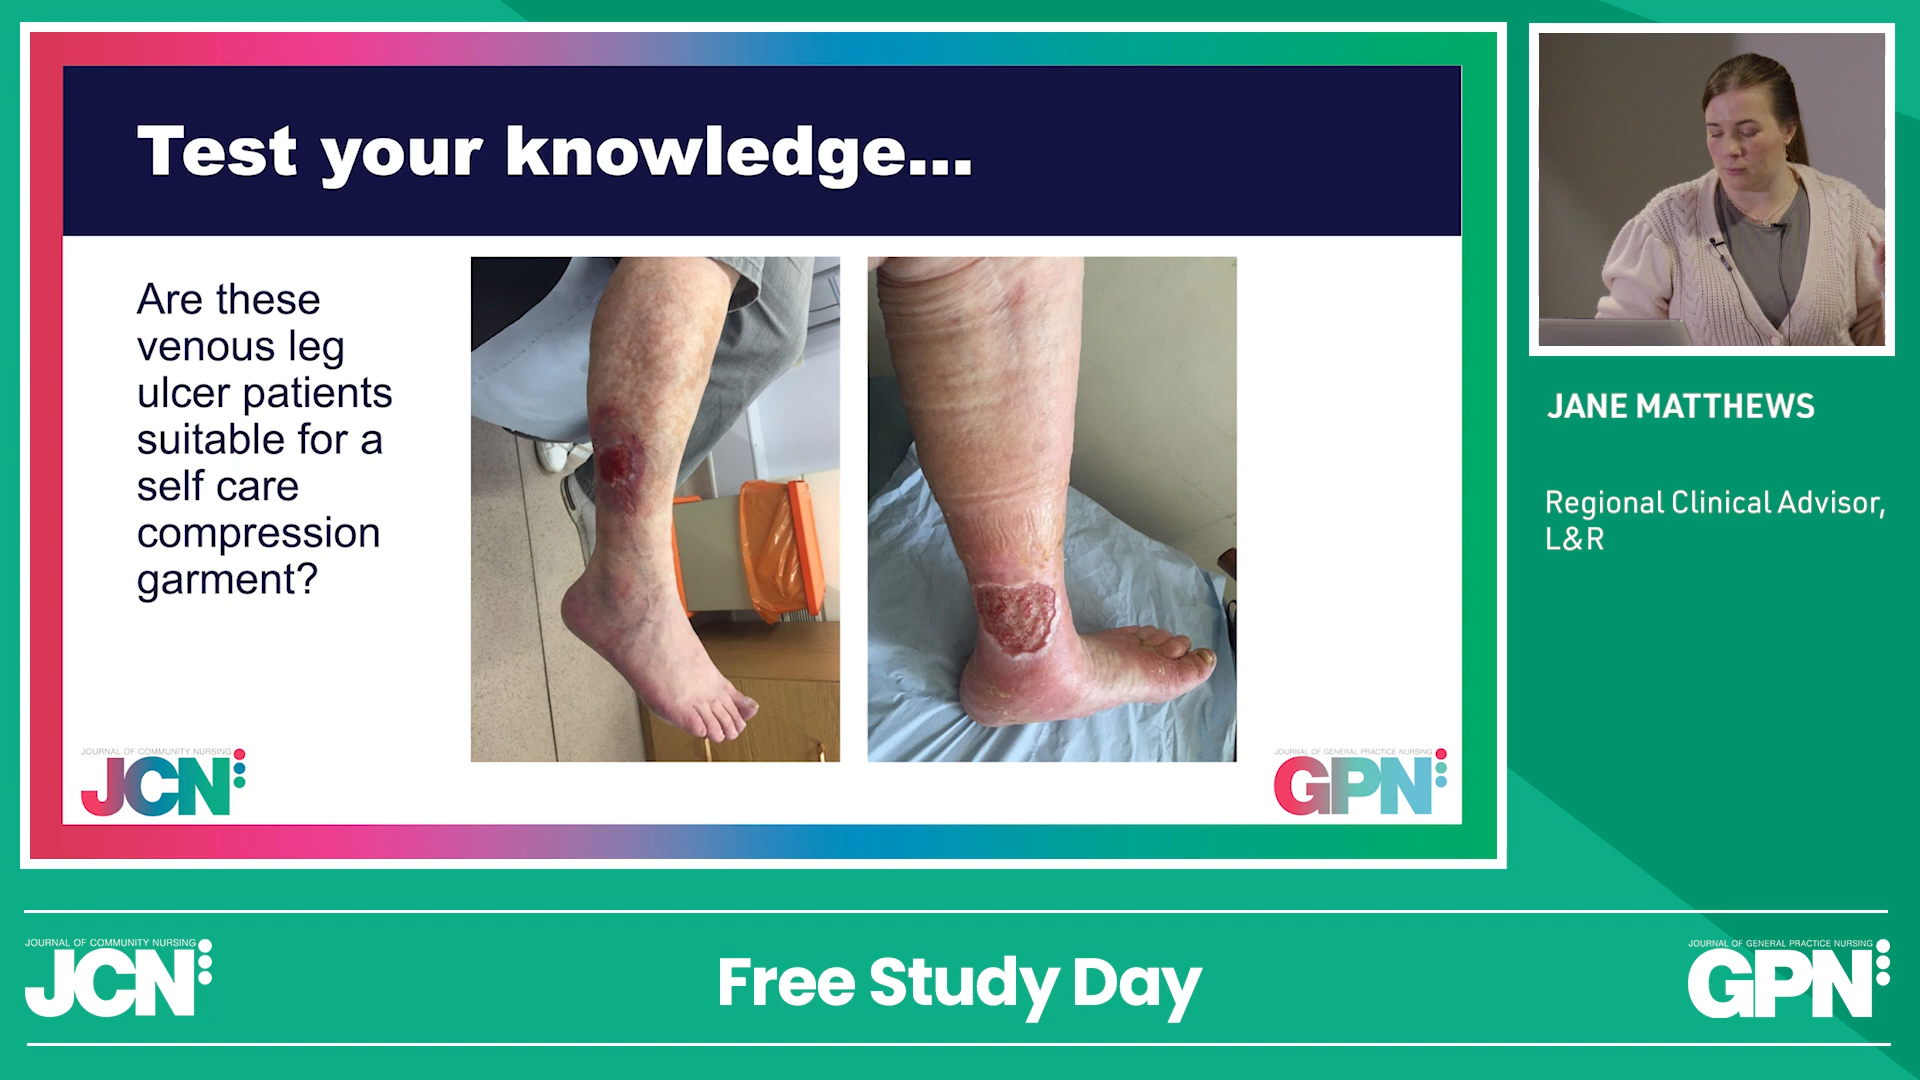 Test your knowledge...
Are these
venous leg
ulcer patients
suitable for a
self care
compression
garment?
JOURNAL OF COMMUNITY NURSING
JCN
JOURNAL OF GENERAL PRACTICE NURSING
GPN
JANE MATTHEWS
Regional Clinical Advisor,
L&R
JOURNAL OF COMMUNITY NURSING
JCN
Free Study Day
JOURNAL OF GENERAL PRACTICE NURSING
GPN